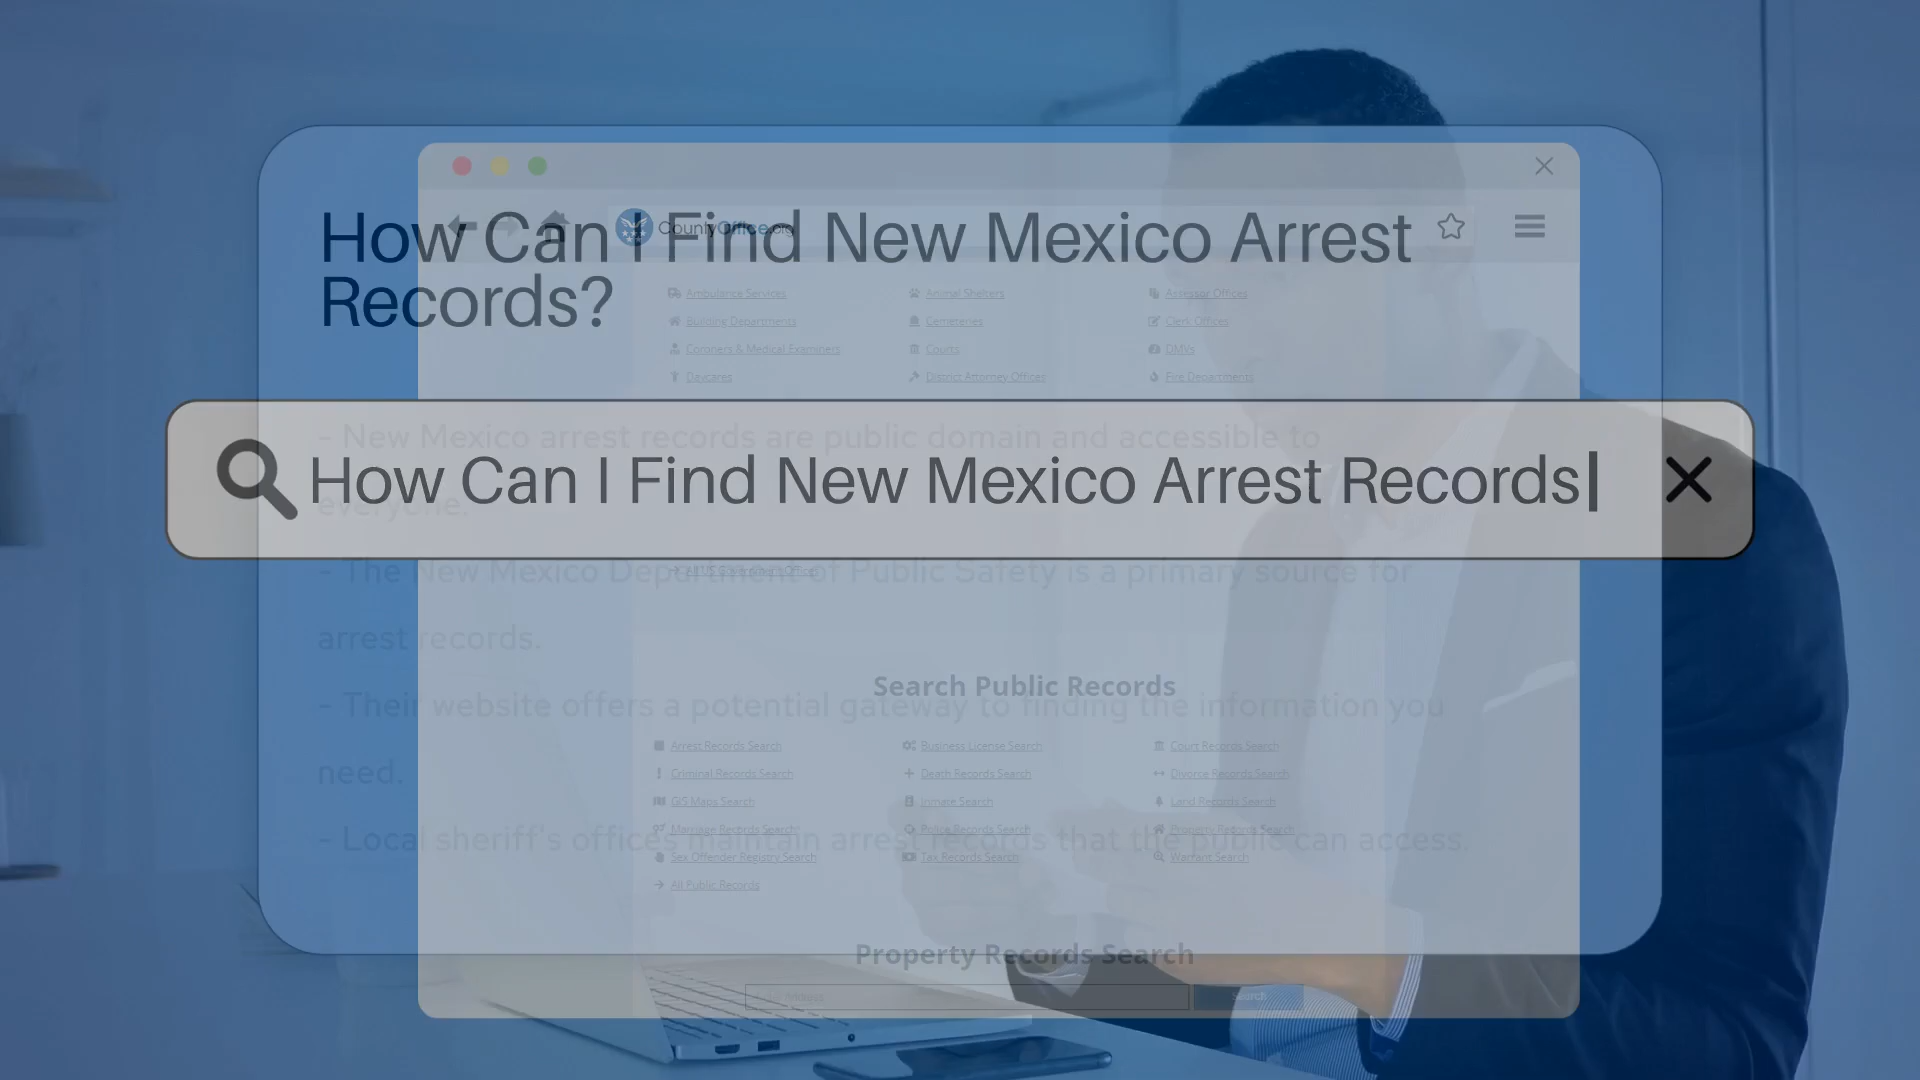 CountyOffice.org
How Can I Find New Mexico Arrest
Records?
Ambulance Services Animal Shelters Assessor Offices
Building Departments Cemeteries Clerk Offices
Coroners & Medical Examiners Courts DMVs
Daycares District Attorney Offices Fire Departments
- New Mexico arrest records are public domain and accessible to
How Can I Find New Mexico Arrest Records
everyone.
All US Government Offices
- The New Mexico Department of Public Safety is a primary source for
arrest records.
Search Public Records
- Their website offers a potential gateway to finding the information you
Arrest Records Search Business License Search Court Records Search
need.
Criminal Records Search Death Records Search Divorce Records Search
GIS Maps Search Inmate Search Land Records Search
Marriage Records Search Police Records Search Property Records Search
- Local sheriff's offices maintain arrest records that the public can access.
Sex Offender Registry Search Tax Records Search Warrant Search
All Public Records
Property Records Search
Address Search